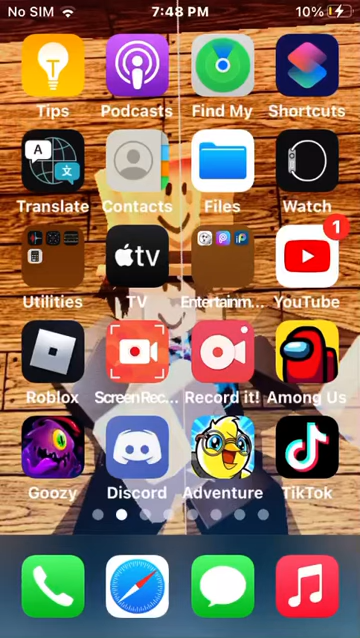 No SIM 7:48 PM 10%
Tips Podcasts Find My Shortcuts
A 文
Translate Contacts Files Watch
tv 1
Utilities TV Entertainm... YouTube
Roblox ScreenRec... Record it! Among Us
Goozy Discord Adventure TikTok